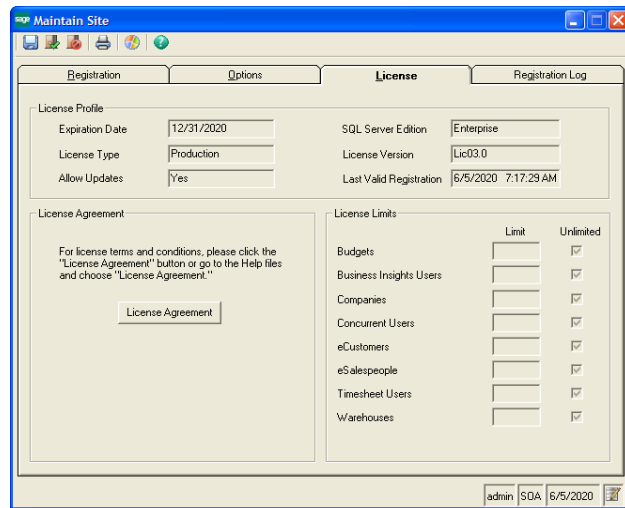 sage Maintain Site
Registration Options License Registration Log
License Profile
Expiration Date 12/31/2020 SQL Server Edition Enterprise
License Type Production License Version Lic03.0
Allow Updates Yes Last Valid Registration 6/5/2020 7:17:29 AM
License Agreement
For license terms and conditions, please click the
"License Agreement" button or go to the Help files
and choose "License Agreement."
License Agreement
License Limits
Limit Unlimited
Budgets
Business Insights Users
Companies
Concurrent Users
eCustomers
eSalespeople
Timesheet Users
Warehouses
admin SOA 6/5/2020